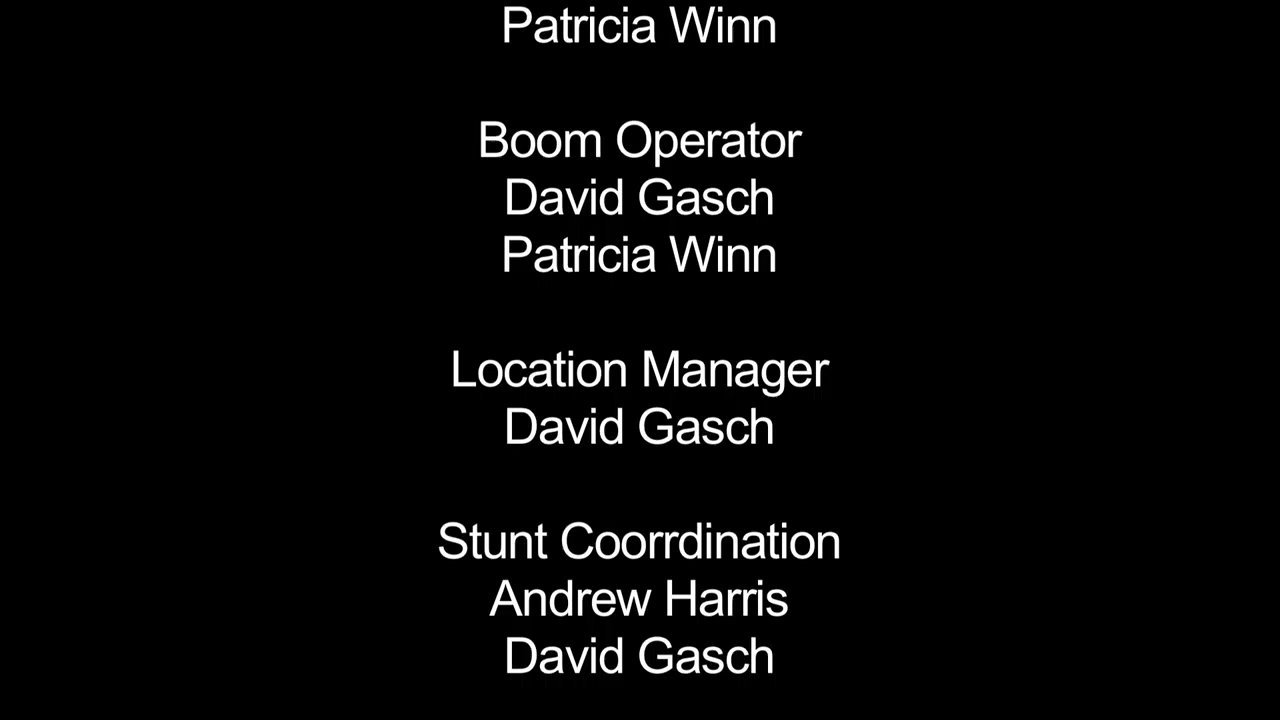 Patricia Winn
Boom Operator
David Gasch
Patricia Winn
Location Manager
David Gasch
Stunt Coorrdination
Andrew Harris
David Gasch